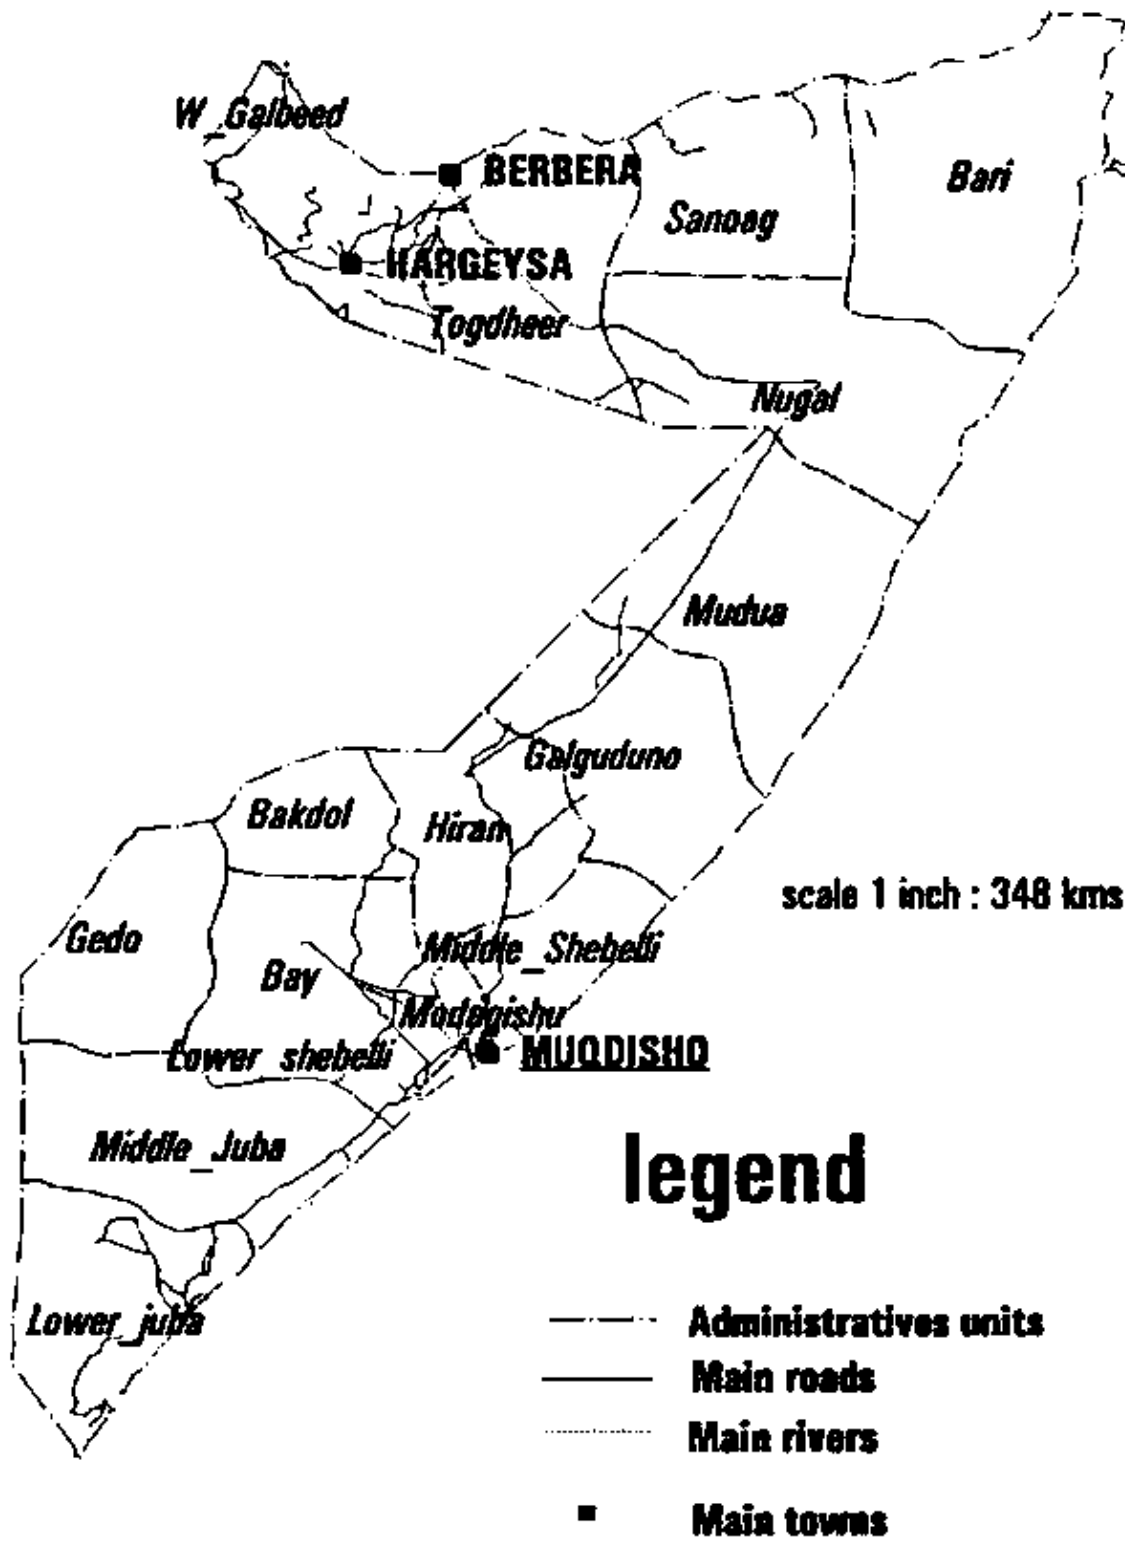 W_Galbeed
BERBERA
Bari
Sanoag
HARGEYSA
Togdheer
Nugal
Mudua
Galguduno
Bakdol
Hiran
scale 1 inch : 348 kms
Gedo
Middle_Shebelli
Bay
Modogishu
Lower_shebelli
MUQDISHO
Middle_Juba
legend
Lower_juba
Administratives units
Main roads
Main rivers
Main towns